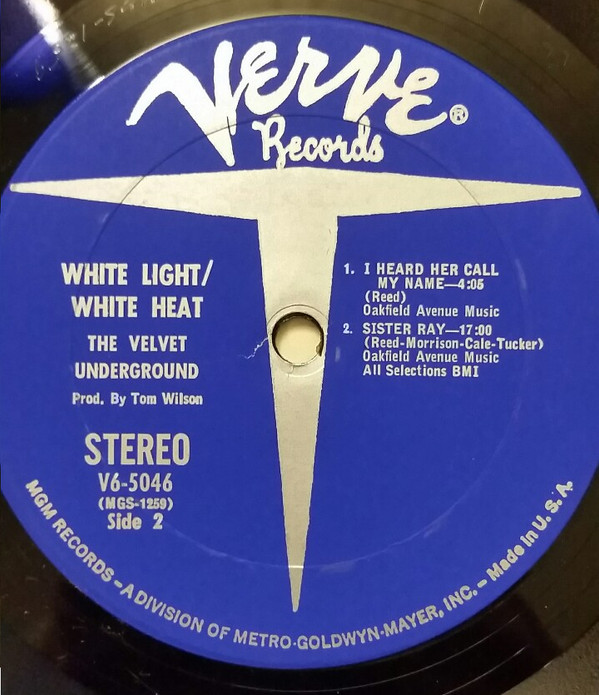 Verve®
Records
WHITE LIGHT/
WHITE HEAT
THE VELVET
UNDERGROUND
Prod. By Tom Wilson
STEREO
V6-5046
(MGS-1259)
Side 2
1. I HEARD HER CALL
MY NAME—4:05
(Reed)
Oakfield Avenue Music
2. SISTER RAY—17:00
(Reed-Morrison-Cale-Tucker)
Oakfield Avenue Music
All Selections BMI
MGM RECORDS – A DIVISION OF METRO-GOLDWYN-MAYER, INC. – Made in U. S. A.